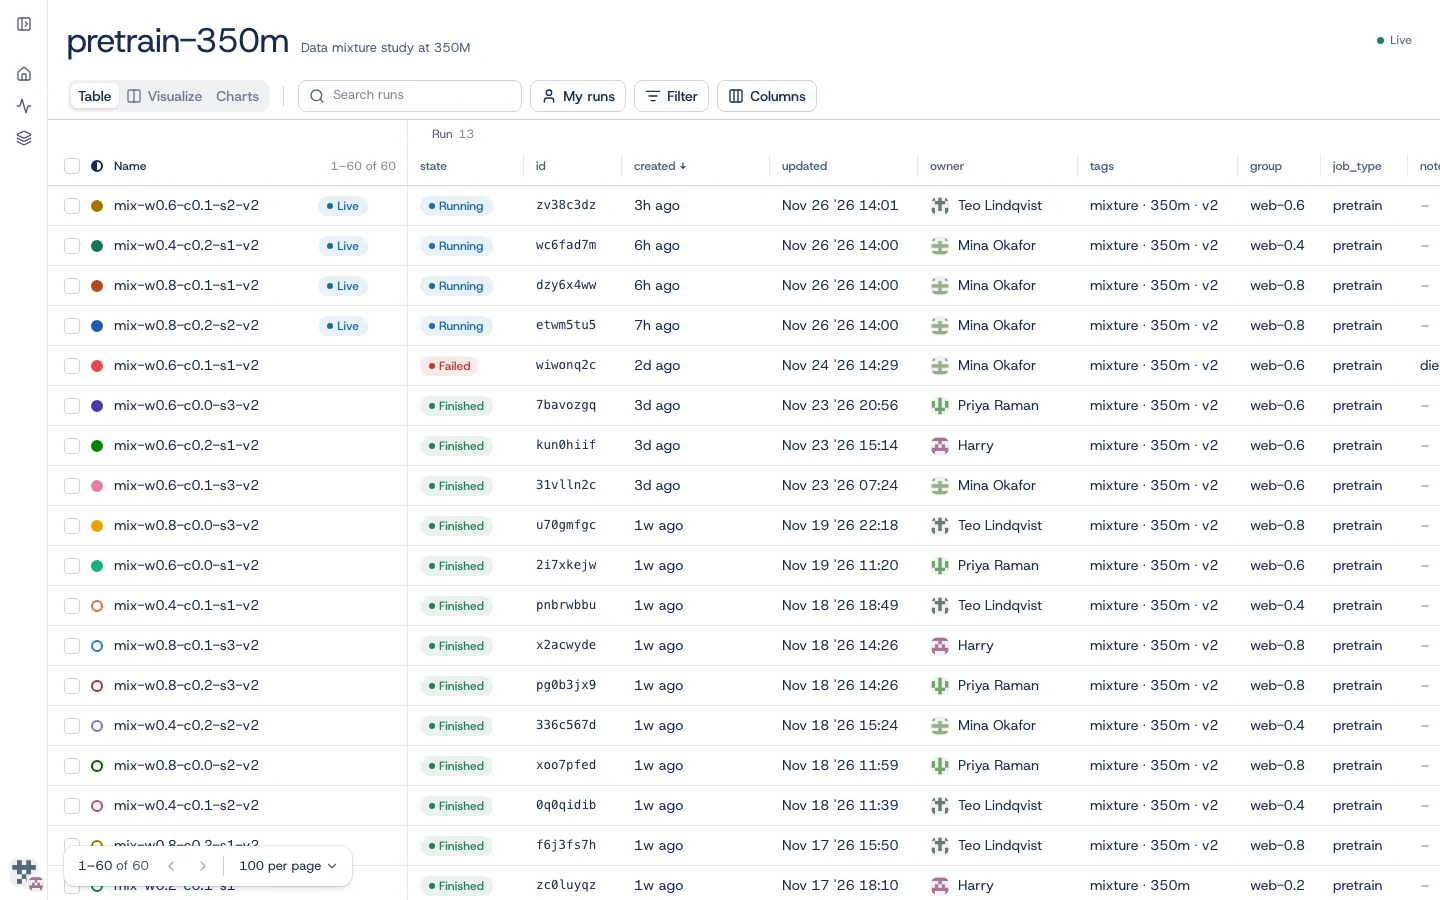 pretrain-350m Data mixture study at 350M Live
Table Visualize Charts Search runs My runs Filter Columns
Run 13
Name 1–60 of 60 state id created ↓ updated owner tags group job_type
mix-w0.6-c0.1-s2-v2 Live Running zv38c3dz 3h ago Nov 26 '26 14:01 Teo Lindqvist mixture · 350m · v2 web-0.6 pretrain –
mix-w0.4-c0.2-s1-v2 Live Running wc6fad7m 6h ago Nov 26 '26 14:00 Mina Okafor mixture · 350m · v2 web-0.4 pretrain –
mix-w0.8-c0.1-s1-v2 Live Running dzy6x4ww 6h ago Nov 26 '26 14:00 Mina Okafor mixture · 350m · v2 web-0.8 pretrain –
mix-w0.8-c0.2-s2-v2 Live Running etwm5tu5 7h ago Nov 26 '26 14:00 Mina Okafor mixture · 350m · v2 web-0.8 pretrain –
mix-w0.6-c0.1-s1-v2 Failed wiwonq2c 2d ago Nov 24 '26 14:29 Mina Okafor mixture · 350m · v2 web-0.6 pretrain die
mix-w0.6-c0.0-s3-v2 Finished 7bavozgq 3d ago Nov 23 '26 20:56 Priya Raman mixture · 350m · v2 web-0.6 pretrain –
mix-w0.6-c0.2-s1-v2 Finished kun0hiif 3d ago Nov 23 '26 15:14 Harry mixture · 350m · v2 web-0.6 pretrain –
mix-w0.6-c0.1-s3-v2 Finished 31vlln2c 3d ago Nov 23 '26 07:24 Mina Okafor mixture · 350m · v2 web-0.6 pretrain –
mix-w0.8-c0.0-s3-v2 Finished u70gmfgc 1w ago Nov 19 '26 22:18 Teo Lindqvist mixture · 350m · v2 web-0.8 pretrain –
mix-w0.6-c0.0-s1-v2 Finished 2i7xkejw 1w ago Nov 19 '26 11:20 Priya Raman mixture · 350m · v2 web-0.6 pretrain –
mix-w0.4-c0.1-s1-v2 Finished pnbrwbbu 1w ago Nov 18 '26 18:49 Teo Lindqvist mixture · 350m · v2 web-0.4 pretrain –
mix-w0.8-c0.1-s3-v2 Finished x2acwyde 1w ago Nov 18 '26 14:26 Harry mixture · 350m · v2 web-0.8 pretrain –
mix-w0.8-c0.2-s3-v2 Finished pg0b3jx9 1w ago Nov 18 '26 14:26 Priya Raman mixture · 350m · v2 web-0.8 pretrain –
mix-w0.4-c0.2-s2-v2 Finished 336c567d 1w ago Nov 18 '26 15:24 Mina Okafor mixture · 350m · v2 web-0.4 pretrain –
mix-w0.8-c0.0-s2-v2 Finished xoo7pfed 1w ago Nov 18 '26 11:59 Priya Raman mixture · 350m · v2 web-0.8 pretrain –
mix-w0.4-c0.1-s2-v2 Finished 0q0qidib 1w ago Nov 18 '26 11:39 Teo Lindqvist mixture · 350m · v2 web-0.4 pretrain –
Finished f6j3fs7h 1w ago Nov 17 '26 15:50 Teo Lindqvist mixture · 350m · v2 web-0.8 pretrain –
1–60 of 60 100 per page
Finished zc0luyqz 1w ago Nov 17 '26 18:10 Harry mixture · 350m web-0.2 pretrain –